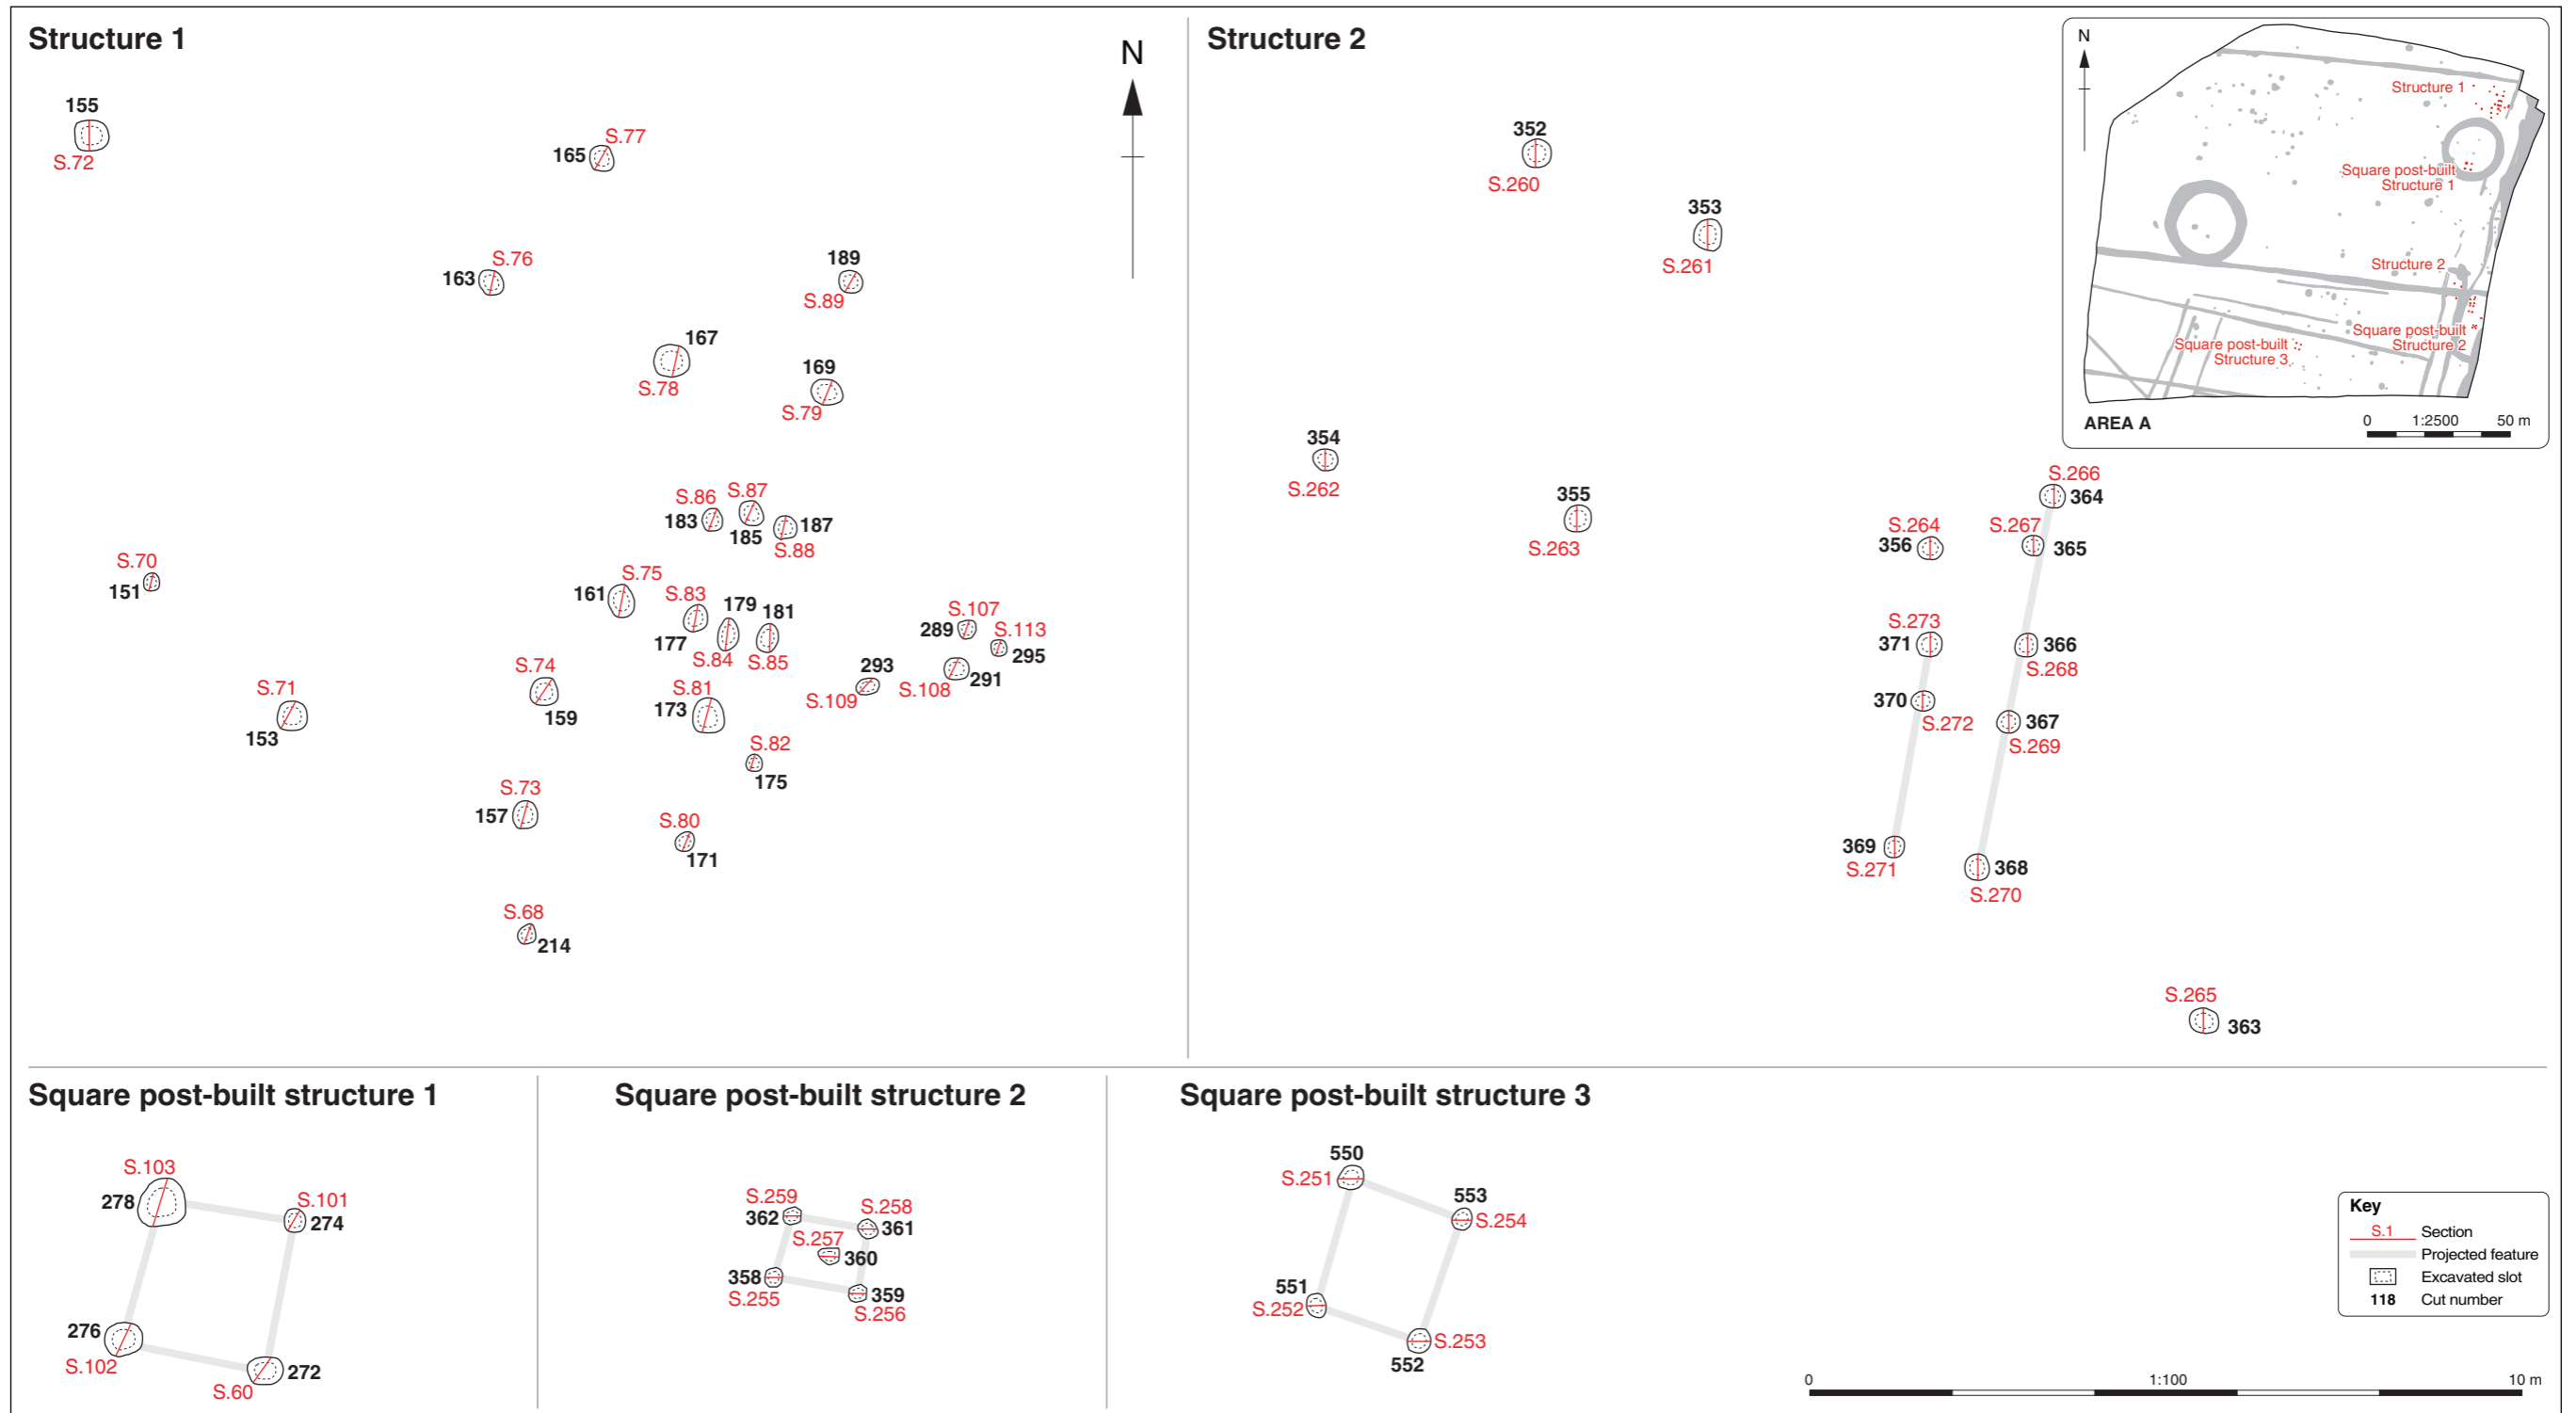 Structure 1
N
155
S.72
S.77
165
S.76
163
189
S.89
167
S.78
169
S.79
S.86
S.87
183
185
187
S.88
S.70
151
S.75
161
S.83
177
179
181
S.84
S.85
S.107
289
S.113
295
293
S.109
S.108
291
S.74
159
S.71
153
S.81
173
S.82
175
S.73
157
S.80
171
S.68
214
Structure 2
352
S.260
353
S.261
354
S.262
355
S.263
S.266
364
S.264
356
S.267
365
S.273
371
366
S.268
370
S.272
367
S.269
369
S.271
368
S.270
S.265
363
N
Structure 1
Square post-built
Structure 1
Structure 2
Square post-built
Structure 2
Square post-built
Structure 3
AREA A
0 1:2500 50 m
Square post-built structure 1
S.103
278
S.101
274
276
S.102
272
S.60
Square post-built structure 2
S.259
362
S.258
361
S.257
360
358
S.255
359
S.256
Square post-built structure 3
550
S.251
553
S.254
551
S.252
S.253
552
Key
S.1 Section
Projected feature
Excavated slot
118 Cut number
0 1:100 10 m